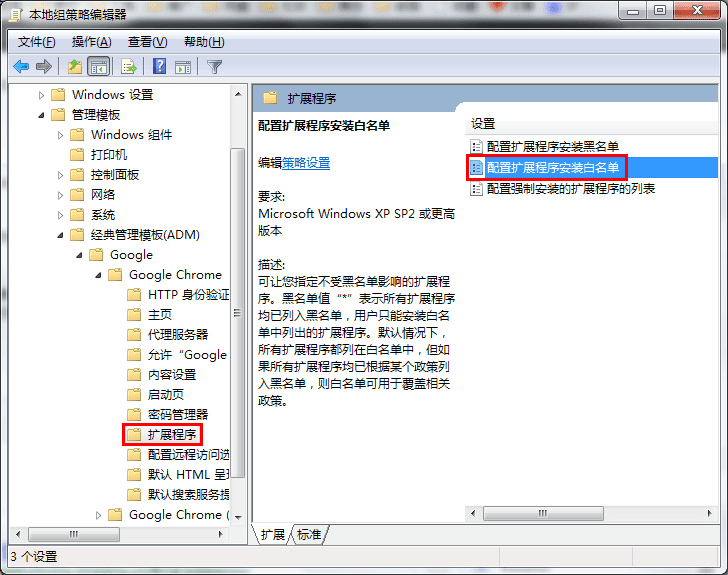 本地组策略编辑器
文件(F) 操作(A) 查看(V) 帮助(H)
Windows 设置
管理模板
Windows 组件
打印机
控制面板
网络
系统
经典管理模板(ADM)
Google
Google Chrome
HTTP 身份验证
主页
代理服务器
允许“Google
内容设置
启动页
密码管理器
扩展程序
配置远程访问选
默认 HTML 呈现
默认搜索服务提
Google Chrome (
扩展程序
配置扩展程序安装白名单
编辑策略设置
要求:
Microsoft Windows XP SP2 或更高
版本
描述:
可让您指定不受黑名单影响的扩展程
序。黑名单值“*”表示所有扩展程序
均已列入黑名单，用户只能安装白名
单中列出的扩展程序。默认情况下，
所有扩展程序都列在白名单中，但如
果所有扩展程序均已根据某个政策列
入黑名单，则白名单可用于覆盖相关
政策。
设置
配置扩展程序安装黑名单
配置扩展程序安装白名单
配置强制安装的扩展程序的列表
扩展 标准
3 个设置